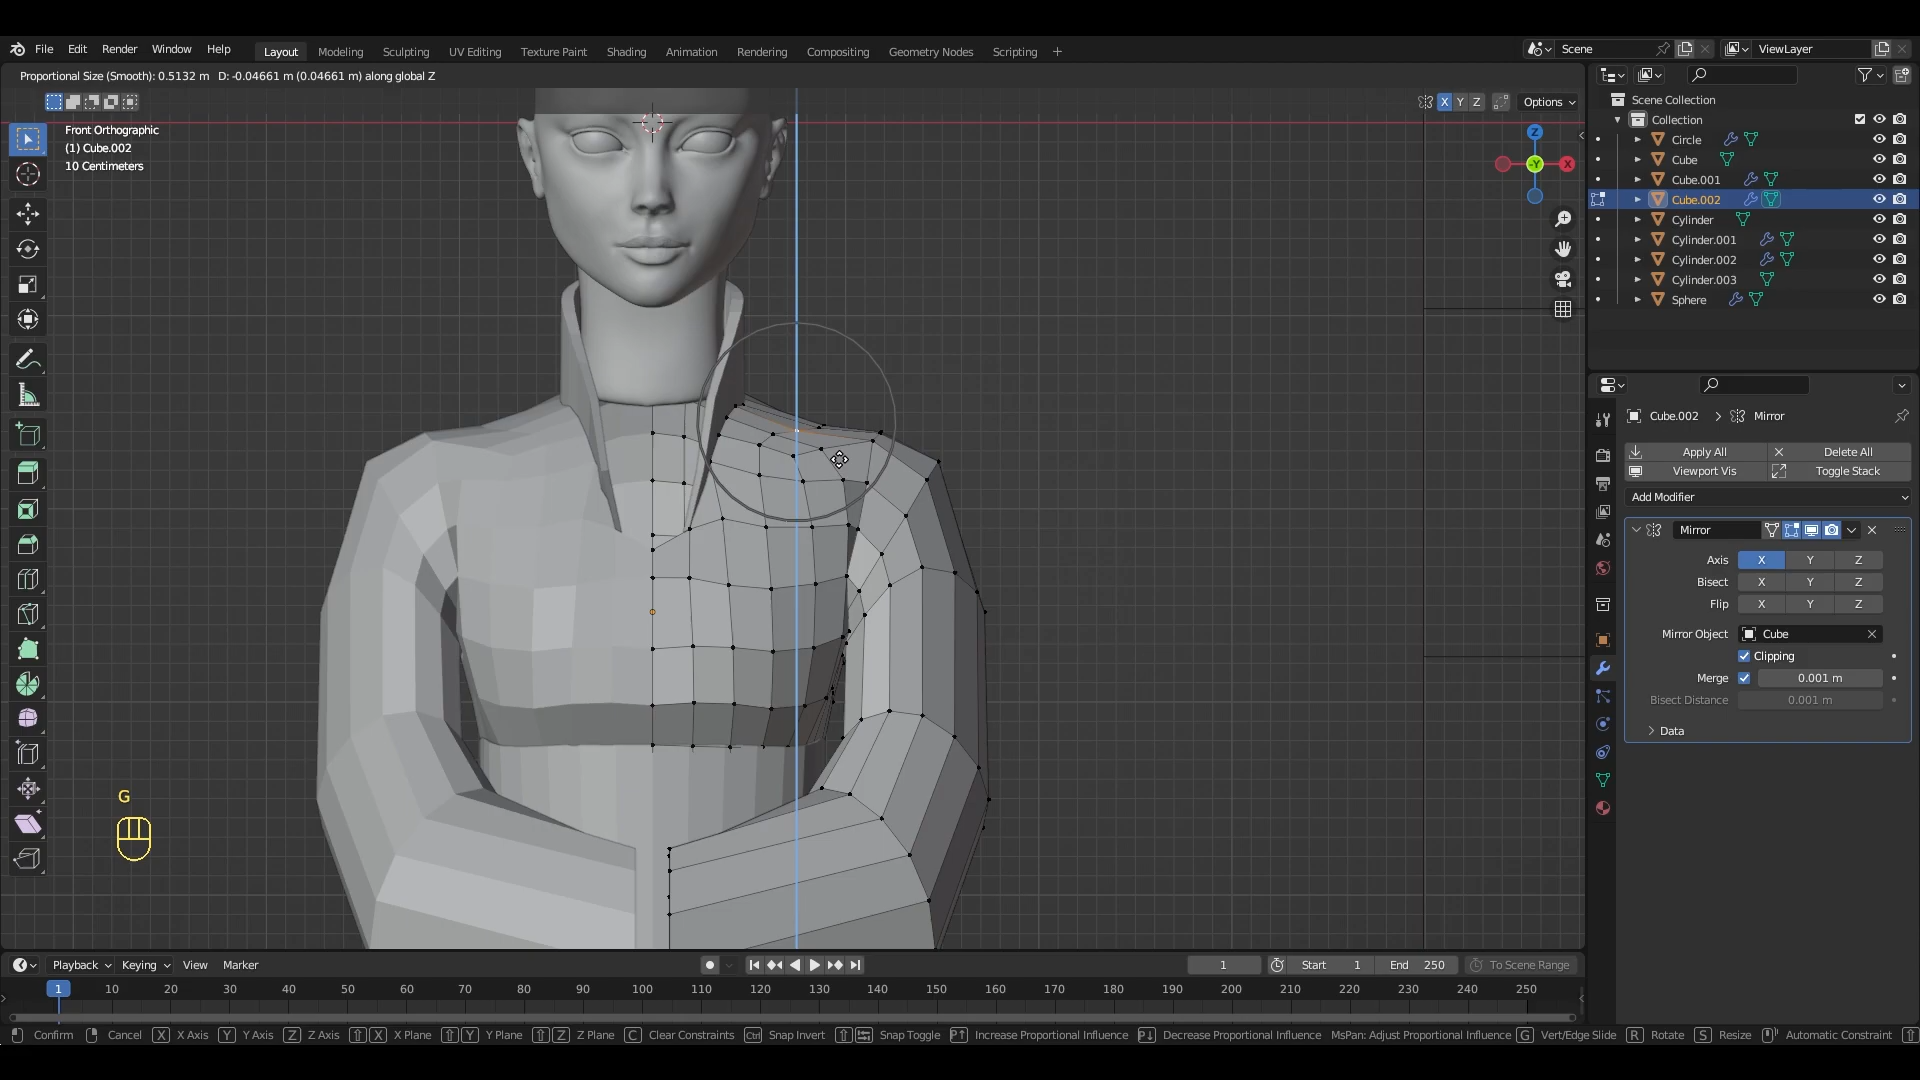 File Edit Render Window Help Layout Modeling Sculpting UV Editing Texture Paint Shading Animation Rendering Compositing Geometry Nodes Scripting + Scene ViewLayer
Proportional Size (Smooth): 0.5132 m D: -0.04661 m (0.04661 m) along global Z
X Y Z Options
Front Orthographic
(1) Cube.002
10 Centimeters
Z
-Y
X
Scene Collection
Collection
Circle
Cube
Cube.001
Cube.002
Cylinder
Cylinder.001
Cylinder.002
Cylinder.003
Sphere
Cube.002 > Mirror
Apply All Delete All
Viewport Vis Toggle Stack
Add Modifier
Mirror
Axis X Y Z
Bisect X Y Z
Flip X Y Z
Mirror Object Cube
Clipping
Merge 0.001 m
Bisect Distance 0.001 m
Data
G
Playback Keying View Marker 1 Start 1 End 250 To Scene Range
1 10 20 30 40 50 60 70 80 90 100 110 120 130 140 150 160 170 180 190 200 210 220 230 240 250
Confirm Cancel X X Axis Y Y Axis Z Z Axis X X Plane Y Y Plane Z Z Plane C Clear Constraints Ctrl Snap Invert Snap Toggle P↑ Increase Proportional Influence P↓ Decrease Proportional Influence MsPan: Adjust Proportional Influence G Vert/Edge Slide R Rotate S Resize Automatic Constraint